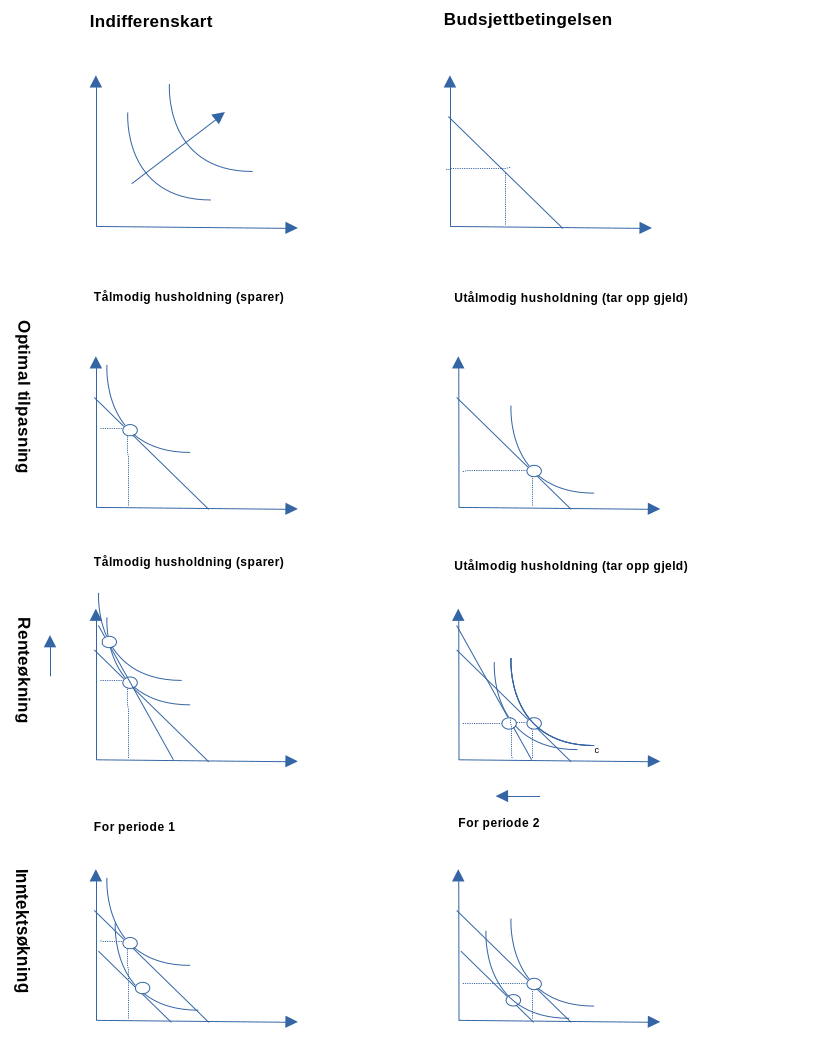 Indifferenskart
Budsjettbetingelsen
Tålmodig husholdning (sparer)
Utålmodig husholdning (tar opp gjeld)
Optimal tilpasning
Tålmodig husholdning (sparer)
Utålmodig husholdning (tar opp gjeld)
Renteøkning
c
For periode 1
For periode 2
Inntektsøkning